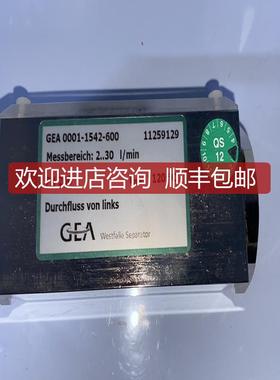 GEA 0001-1542-600 11259129
Messbereich: 2..30 l/min
QS
12
欢迎进店咨询 顺丰包邮!
Durchfluss von links
GEA Westfalia Separator